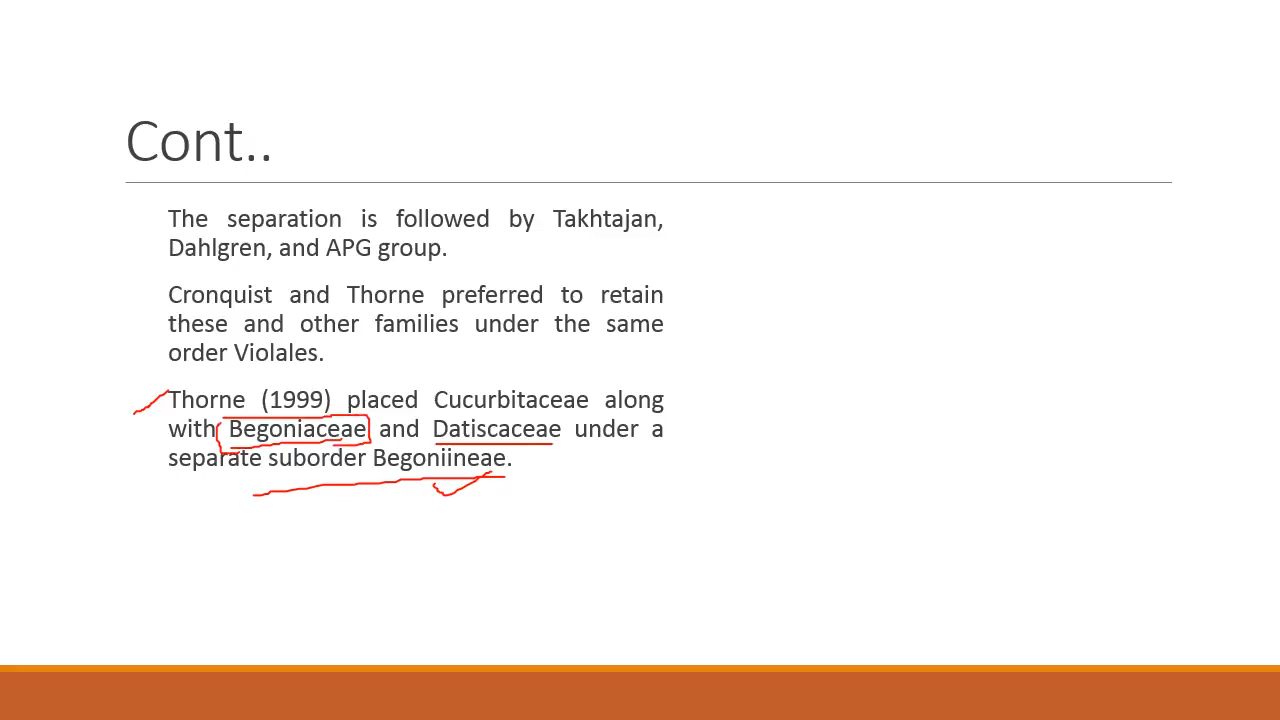 Cont..
The separation is followed by Takhtajan,
Dahlgren, and APG group.
Cronquist and Thorne preferred to retain
these and other families under the same
order Violales.
Thorne (1999) placed Cucurbitaceae along
with Begoniaceae and Datiscaceae under a
separate suborder Begoniineae.